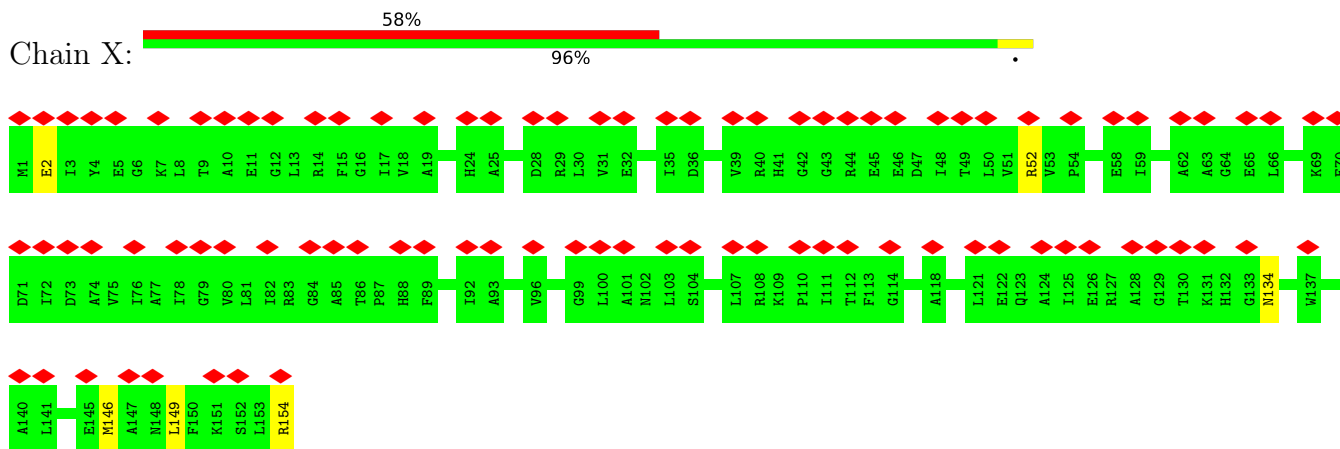 58%
Chain X:
96%
.
M1 E2 I3 Y4 E5 G6 K7 L8 T9 A10 E11 G12 L13 R14 F15 G16 I17 V18 A19 H24 A25 D28 R29 L30 V31 E32 I35 D36 V39 R40 H41 G42 G43 R44 E45 E46 D47 I48 T49 L50 V51 R52 V53 P54 E58 I59 A62 A63 G64 E65 L66 K69 E70
D71 I72 D73 A74 V75 I76 A77 I78 G79 V80 L81 I82 R83 G84 A85 T86 P87 H88 F89 I92 A93 V96 G99 L100 A101 N102 L103 S104 L107 R108 K109 P110 I111 T112 F113 G114 A118 L121 E122 Q123 A124 I125 E126 R127 A128 G129 T130 K131 H132 G133 N134 W137
A140 L141 E145 M146 A147 N148 L149 F150 K151 S152 L153 R154